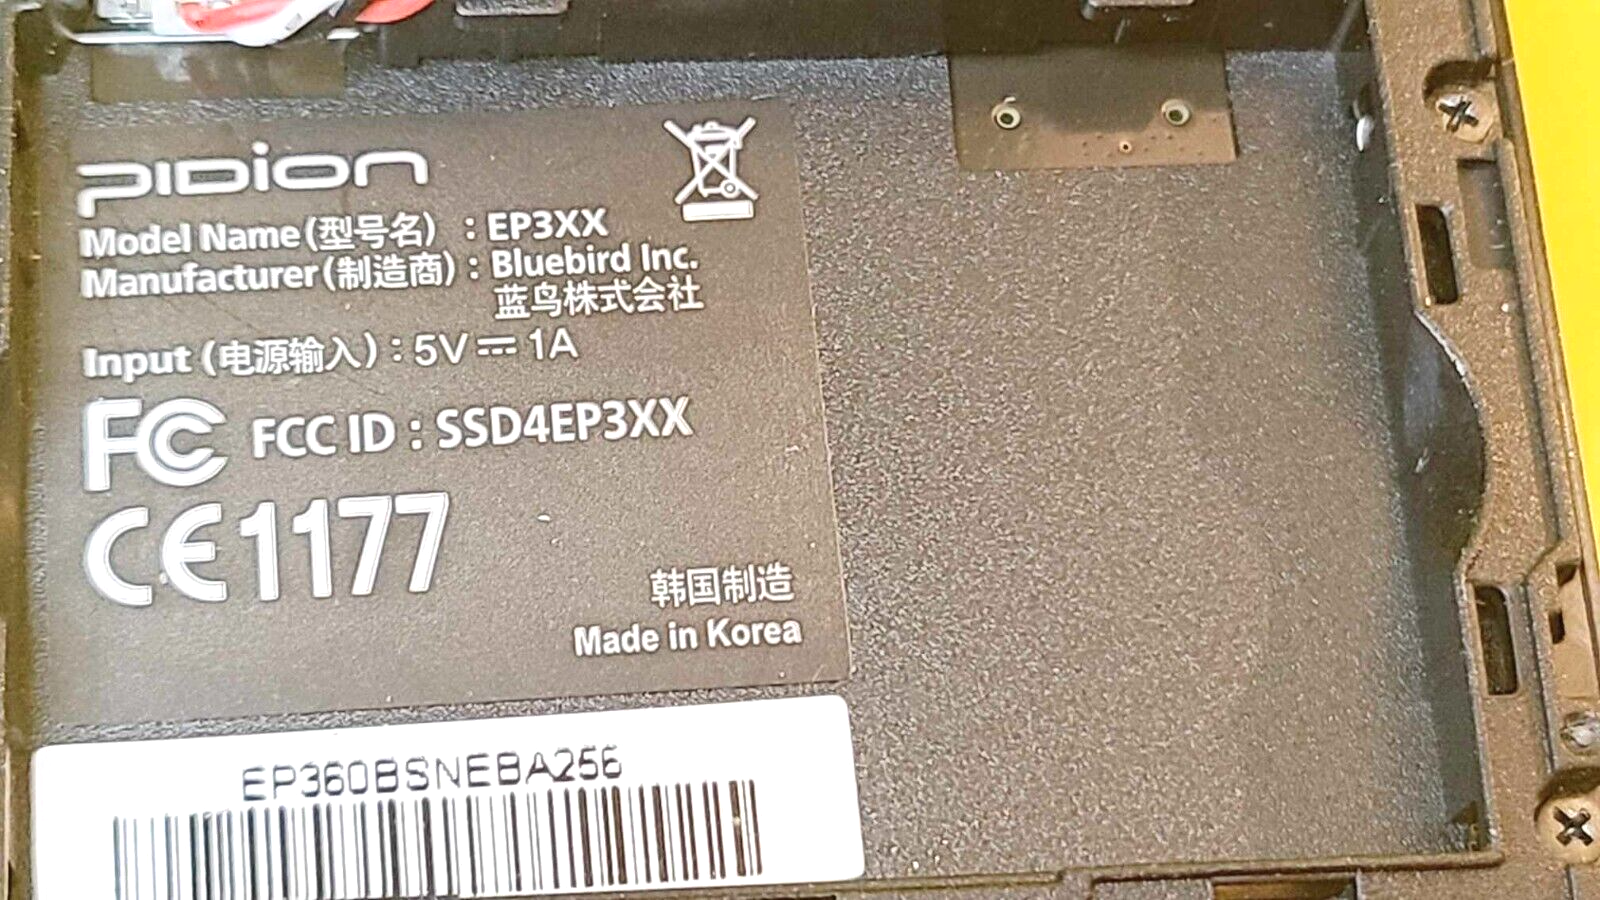 PIDION
Model Name(型号名) : EP3XX
Manufacturer(制造商) : Bluebird Inc.
蓝鸟株式会社
Input (电源输入) : 5V ⎓ 1A
FC FCC ID : SSD4EP3XX
CE1177
韩国制造
Made in Korea
EP360BSNEBA256